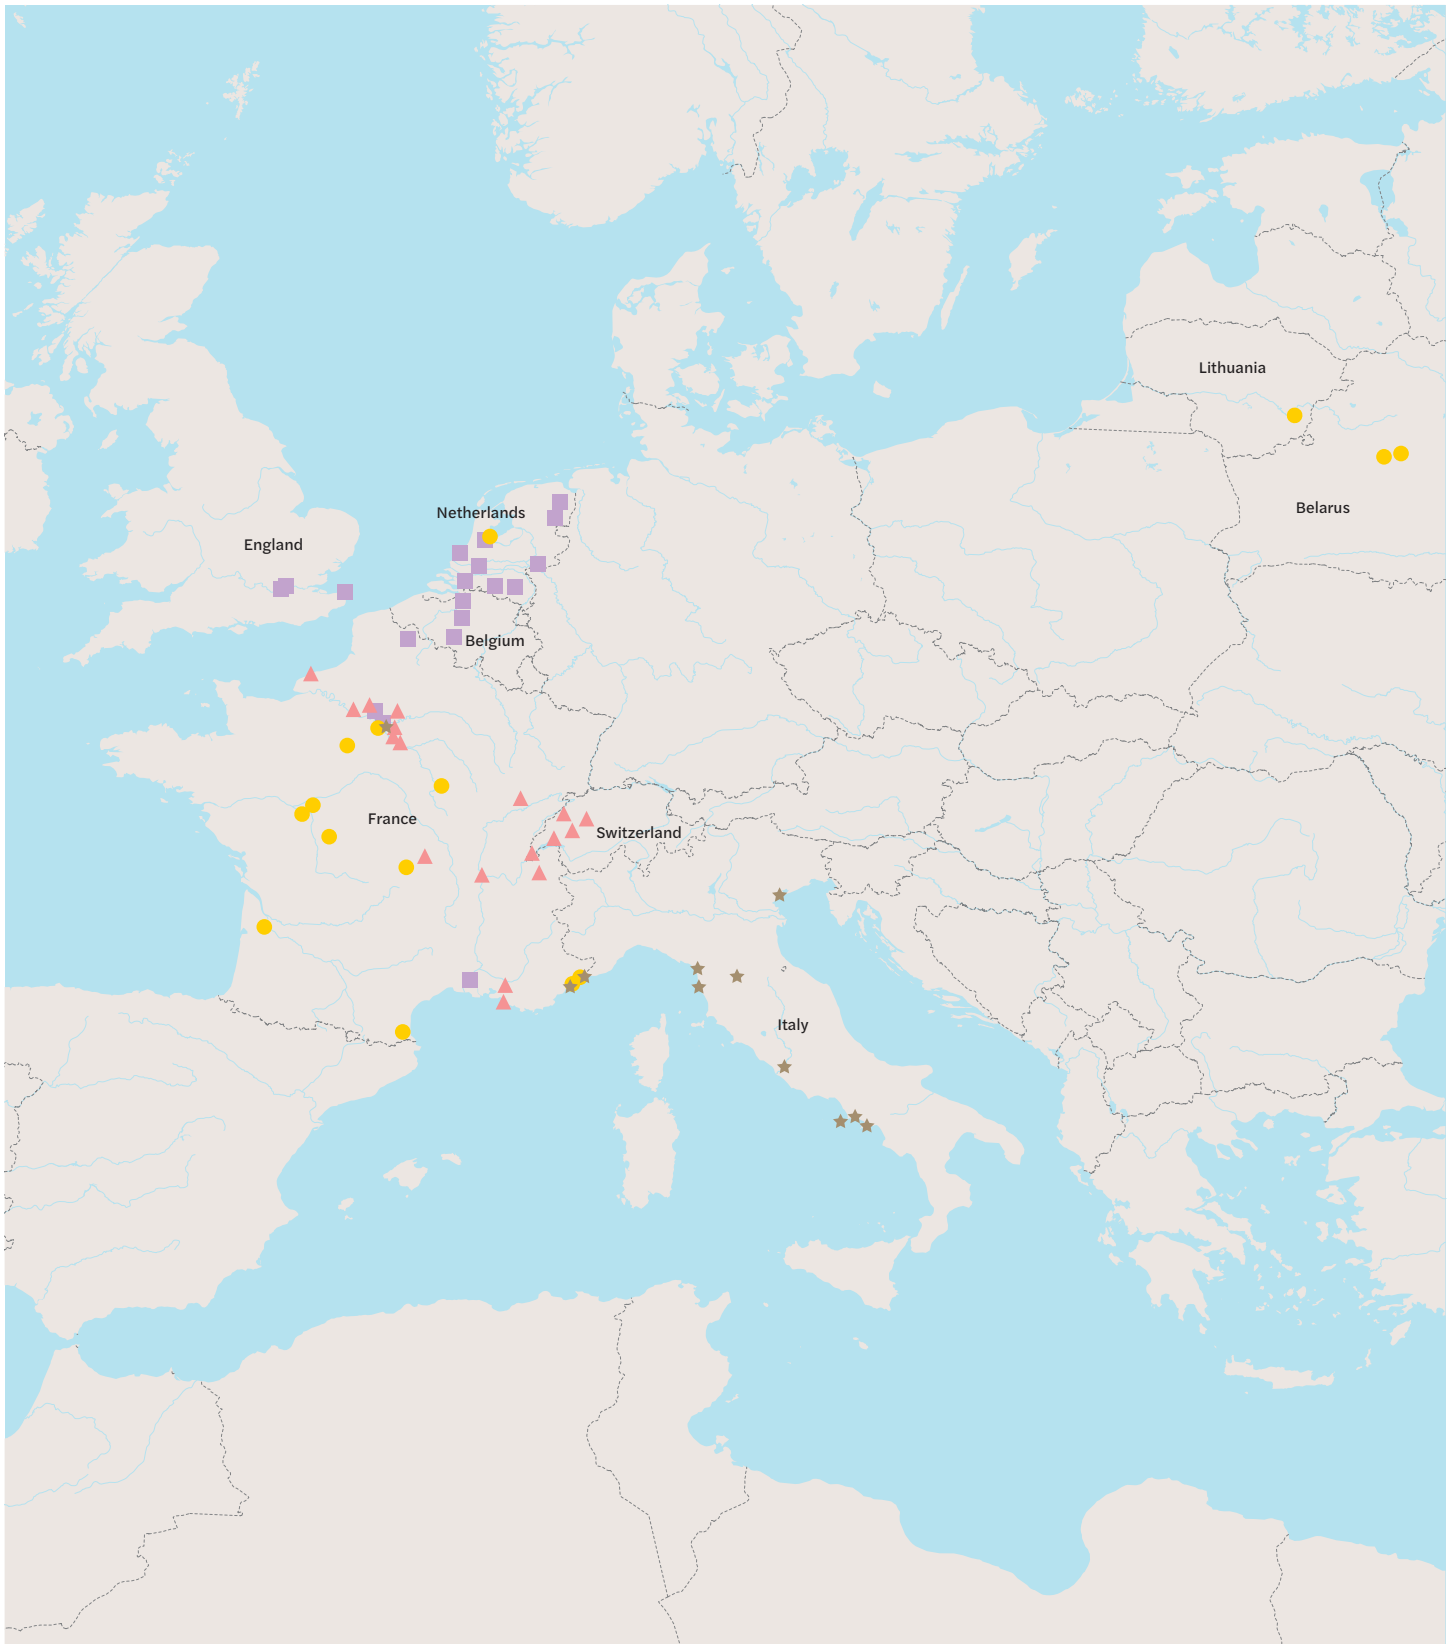 Lithuania
Belarus
Netherlands
England
Belgium
France
Switzerland
Italy